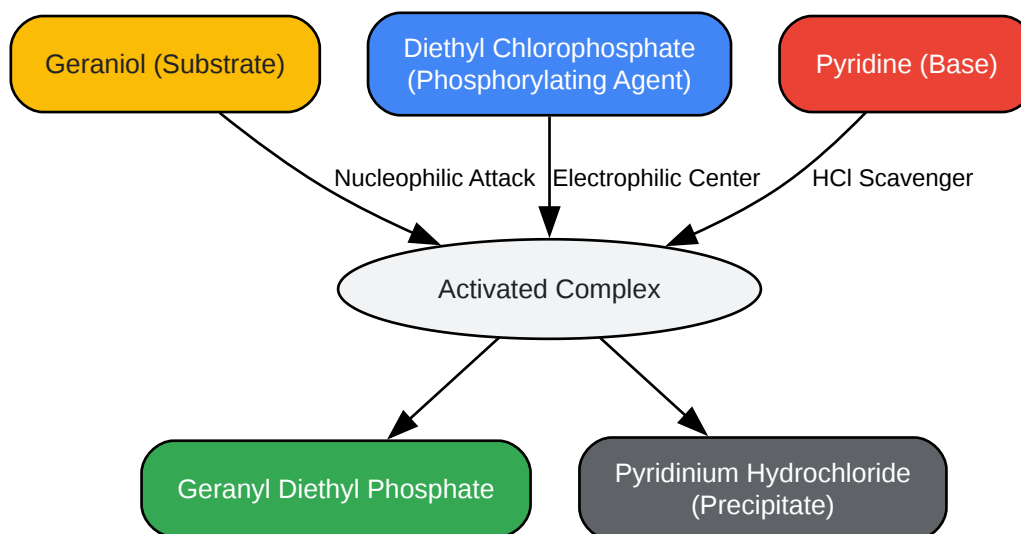 Geraniol (Substrate)
Diethyl Chlorophosphate
(Phosphorylating Agent)
Pyridine (Base)
Nucleophilic Attack
Electrophilic Center
HCl Scavenger
Activated Complex
Geranyl Diethyl Phosphate
Pyridinium Hydrochloride
(Precipitate)